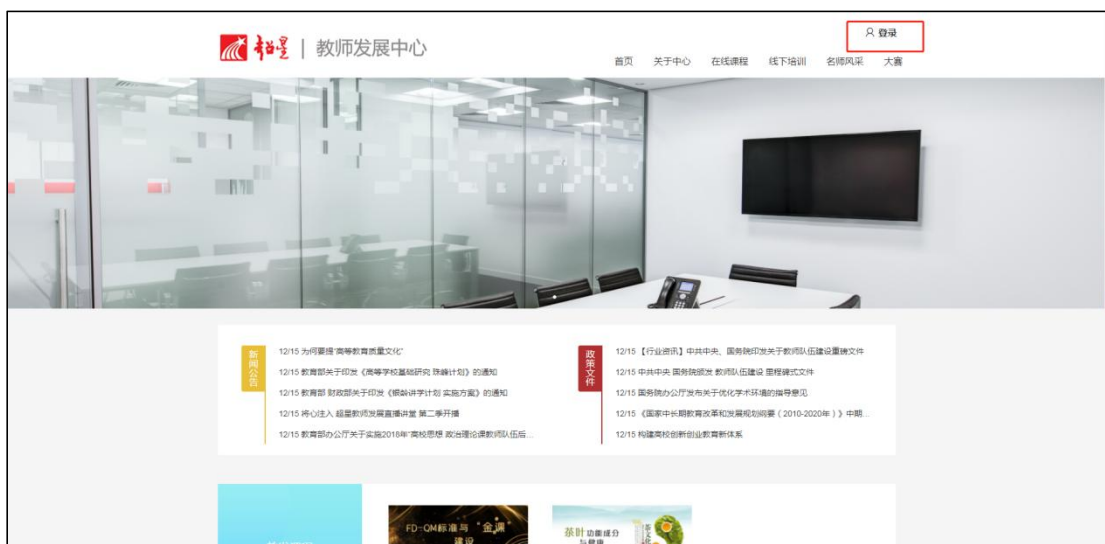 超星 | 教师发展中心
登录
首页 关于中心 在线课程 线下培训 名师风采 大赛
新闻公告
12/15 为何要提“高等教育质量文化”
12/15 教育部关于印发《高等学校基础研究 珠峰计划》的通知
12/15 教育部 财政部关于印发《银龄讲学计划 实施方案》的通知
12/15 将心注入 超星教师发展直播讲堂 第二季开播
12/15 教育部办公厅关于实施2018年“高校思想 政治理论课教师队伍后...
政策文件
12/15 【行业资讯】中共中央、国务院印发关于教师队伍建设重磅文件
12/15 中共中央 国务院颁发 教师队伍建设 里程碑式文件
12/15 国务院办公厅发布关于优化学术环境的指导意见
12/15 《国家中长期教育改革和发展规划纲要（2010-2020年）》中期...
12/15 构建高校创新创业教育新体系
FD-QM标准与“金课”
建设
茶叶功能成分
与健康